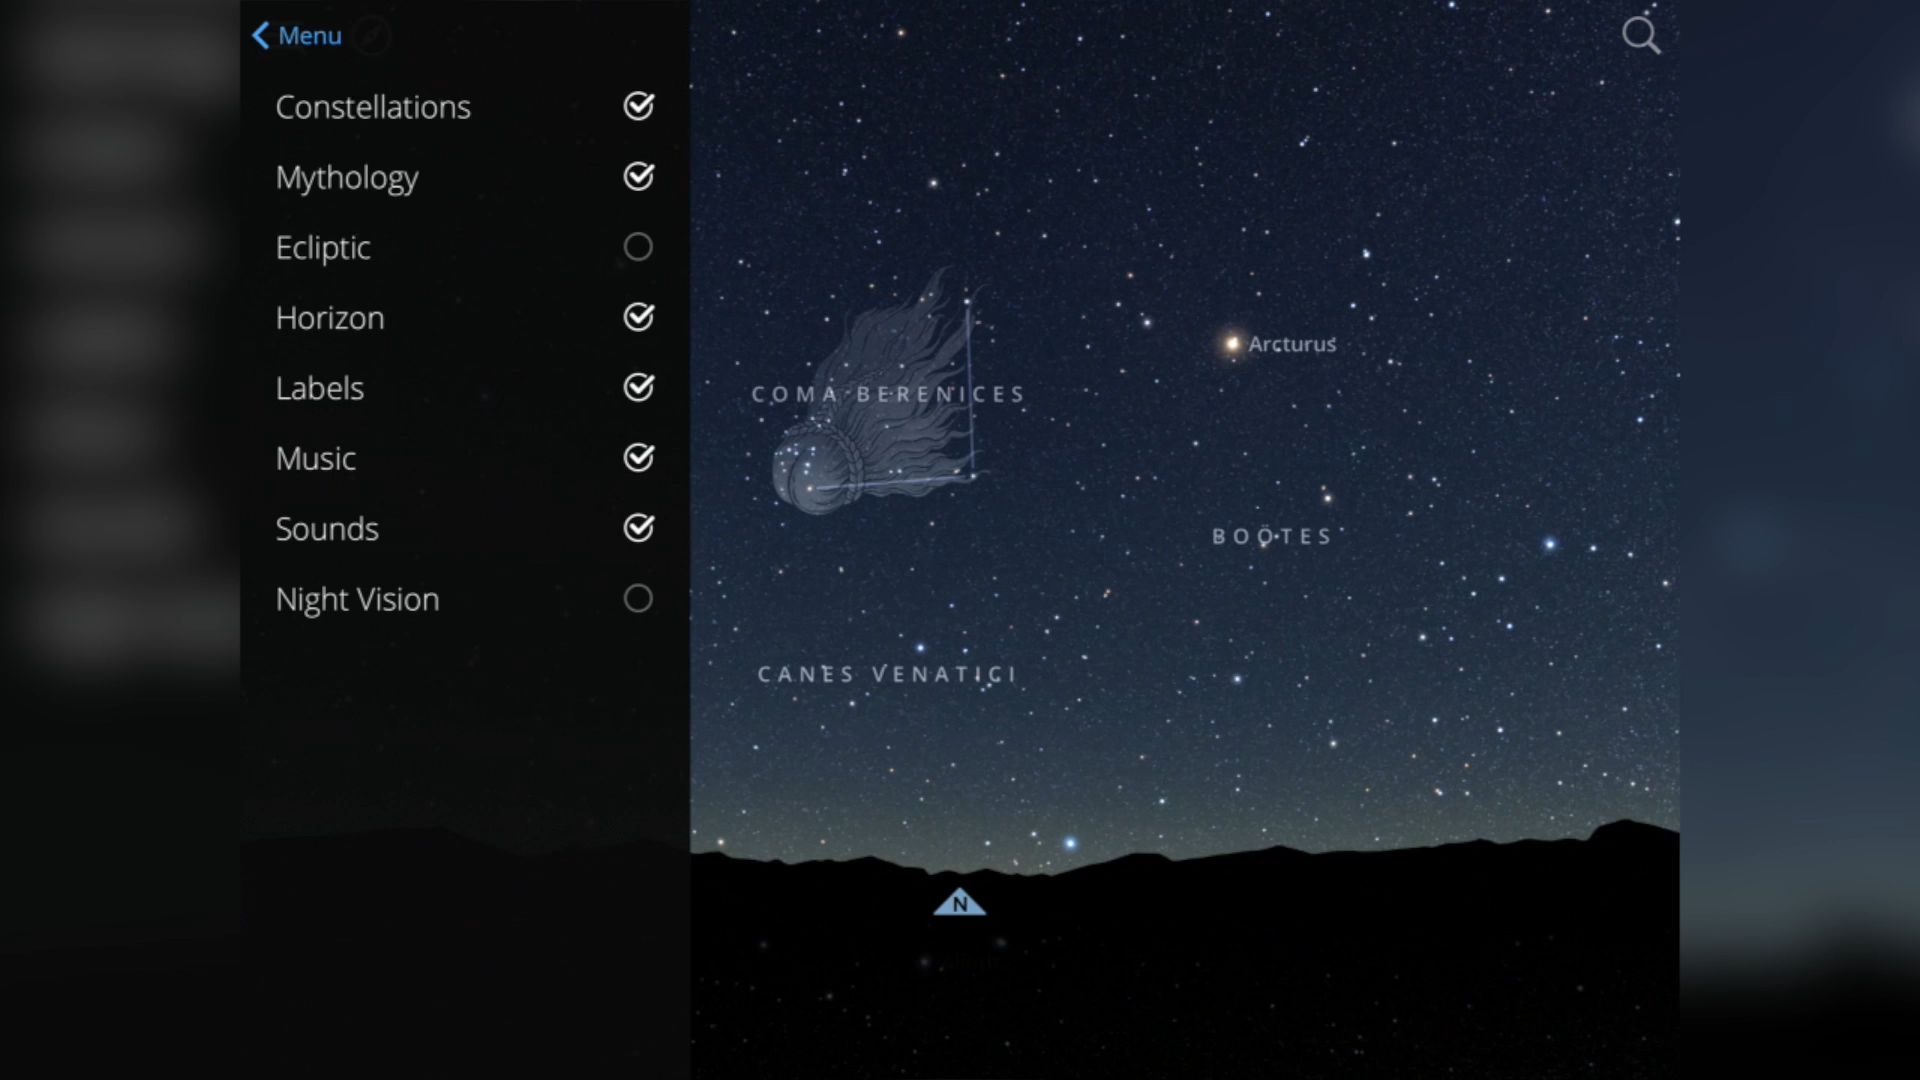 Menu
Constellations
Mythology
Ecliptic
Horizon
Labels
Music
Sounds
Night Vision
Arcturus
COMA BERENICES
BOÖTES
CANES VENATICI
N